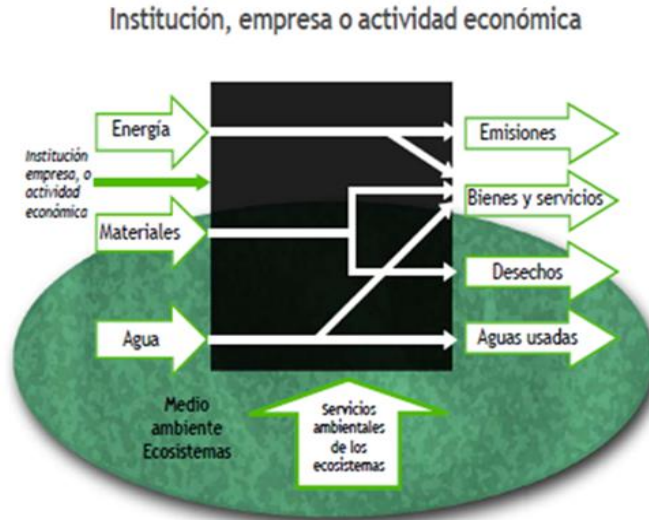 Institución, empresa o actividad económica
Energía
Emisiones
Institución
empresa, o
actividad
económica
Bienes y servicios
Materiales
Desechos
Agua
Aguas usadas
Medio
ambiente
Ecosistemas
Servicios
ambientales
de los
ecosistemas